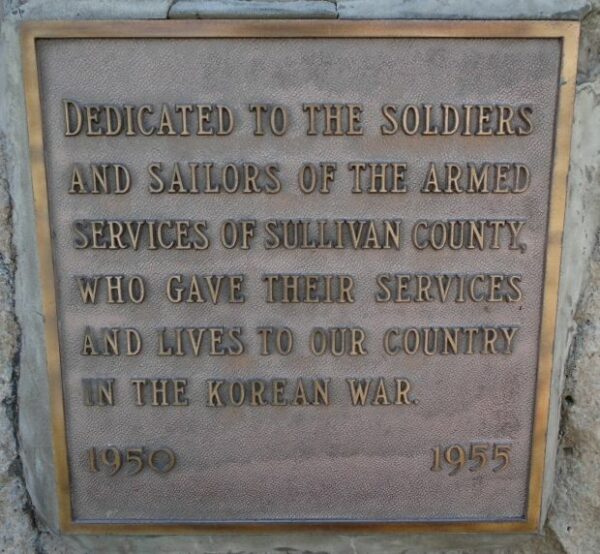 DEDICATED TO THE SOLDIERS
AND SAILORS OF THE ARMED
SERVICES OF SULLIVAN COUNTY,
WHO GAVE THEIR SERVICES
AND LIVES TO OUR COUNTRY
IN THE KOREAN WAR.
1950 1955